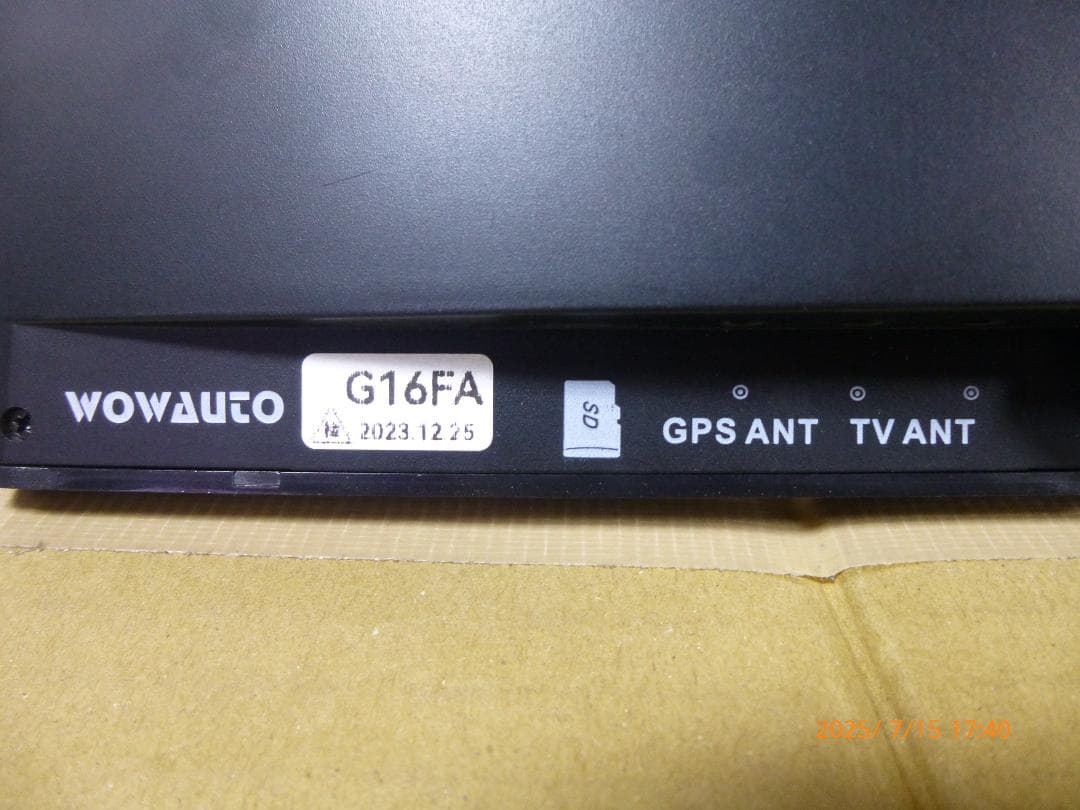 WOWAUTO
G16FA
2023.12.25
SD
GPS ANT
TV ANT
2025/ 7/15 17:40